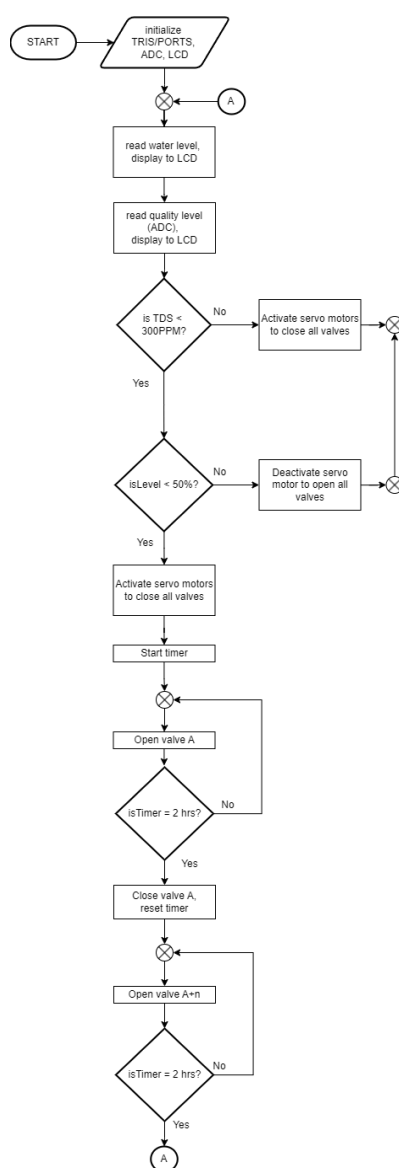 START
initialize
TRIS/PORTS,
ADC, LCD
A
read water level,
display to LCD
read quality level
(ADC),
display to LCD
is TDS <
300PPM?
No
Activate servo motors
to close all valves
Yes
isLevel < 50%?
No
Deactivate servo
motor to open all
valves
Yes
Activate servo motors
to close all valves
Start timer
Open valve A
isTimer = 2 hrs?
No
Yes
Close valve A,
reset timer
Open valve A+n
isTimer = 2 hrs?
No
Yes
A